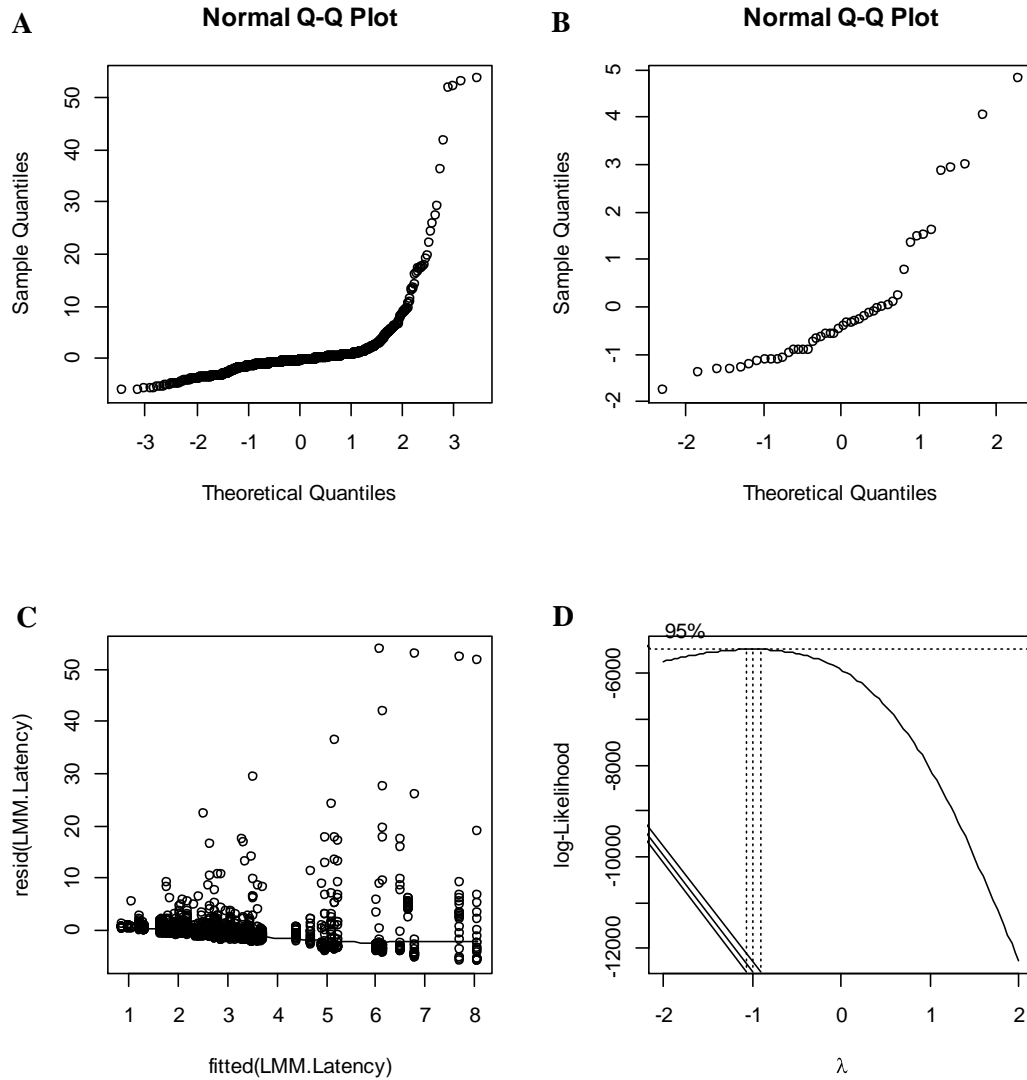 A
Normal Q-Q Plot
Sample Quantiles
50
40
30
20
10
0
-3 -2 -1 0 1 2 3
Theoretical Quantiles
B
Normal Q-Q Plot
Sample Quantiles
5
4
3
2
1
0
-1
-2
-2 -1 0 1 2
Theoretical Quantiles
C
resid(LMM.Latency)
50
40
30
20
10
0
1 2 3 4 5 6 7 8
fitted(LMM.Latency)
D
95%
log-Likelihood
-6000
-8000
-10000
-12000
-2 -1 0 1 2
λ